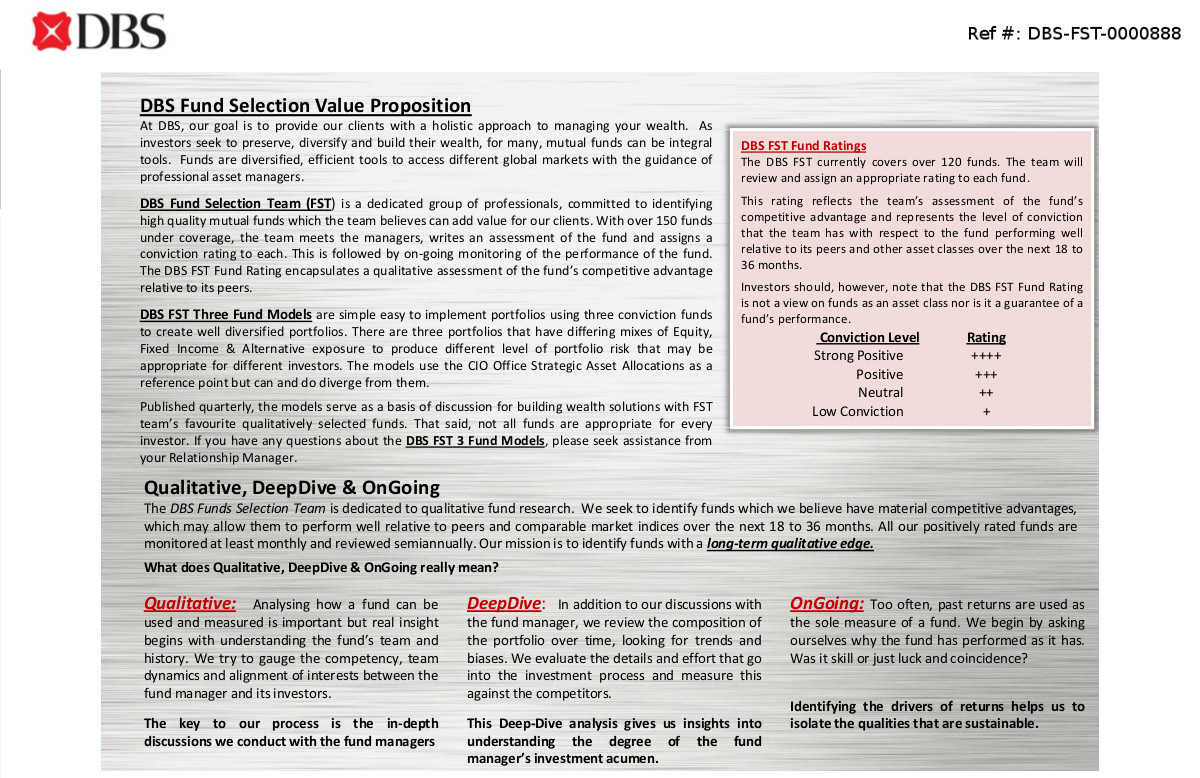 DBS
Ref #: DBS-FST-0000888
DBS Fund Selection Value Proposition
At DBS, our goal is to provide our clients with a holistic approach to managing your wealth. As
investors seek to preserve, diversify and build their wealth, for many mutual funds can be integral
tools. Funds are diversified, efficient tools to access different global markets with the guidance of
professional asset managers.
DBS Fund Selection Team (FST) is a dedicated group of professionals, committed to identifying
high quality mutual funds which the team believes can add value for our clients. With over 150 funds
under coverage, the team meets the managers, writes an assessment of the fund and assigns a
conviction rating to each. This is followed by on-going monitoring of the performance of the fund.
The DBS FST Fund Rating encapsulates a qualitative assessment of the fund's competitive advantage
relative to its peers.
DBS FST Three Fund Models are simple easy to implement portfolios using three conviction funds
to create well diversified portfolios. There are three portfolios that have differing mixes of Equity,
Fixed Income & Alternative exposure to produce different level of portfolio risk that may be
appropriate for different investors. The models use the CIO Office Strategic Asset Allocations as a
reference point but can and do diverge from them.
Published quarterly, the models serve as a basis of discussion for building wealth solutions with FST
team's favourite qualitatively selected funds. That said, not all funds are appropriate for every
investor. If you have any questions about the DBS FST 3 Fund Models, please seek assistance from
your Relationship Manager.
DBS FST Fund Ratings
The DBS FST currently covers over 120 funds. The team will
review and assign an appropriate rating to each fund.
This rating reflects the team's assessment of the fund's
competitive advantage and represents the level of conviction
that the team has with respect to the fund performing well
relative to its peers and other asset classes over the next 18 to
36 months.
Investors should, however, note that the DBS FST Fund Rating
is not a view on funds as an asset class nor is it a guarantee of a
fund's performance.
Conviction Level Rating
Strong Positive ++++
Positive +++
Neutral ++
Low Conviction +
Qualitative, DeepDive & OnGoing
The DBS Funds Selection Team is dedicated to qualitative fund research. We seek to identify funds which we believe have material competitive advantages,
which may allow them to perform well relative to peers and comparable market indices over the next 18 to 36 months. All our positively rated funds are
monitored at least monthly and reviewed semiannually. Our mission is to identify funds with a long-term qualitative edge.
What does Qualitative, DeepDive & OnGoing really mean?
Qualitative: Analysing how a fund can be
used and measured is important but real insight
begins with understanding the fund's team and
history. We try to gauge the competency, team
dynamics and alignment of interests between the
fund manager and its investors.
The key to our process is the in-depth
discussions we conduct with the fund managers
DeepDive: In addition to our discussions with
the fund manager, we review the composition of
the portfolio over time, looking for trends and
biases. We evaluate the details and effort that go
into the investment process and measure this
against the competitors.
This Deep-Dive analysis gives us insights into
understanding the degree of the fund
manager's investment acumen.
OnGoing: Too often, past returns are used as
the sole measure of a fund. We begin by asking
ourselves why the fund has performed as it has.
Was it skill or just luck and coincidence?
Identifying the drivers of returns helps us to
isolate the qualities that are sustainable.